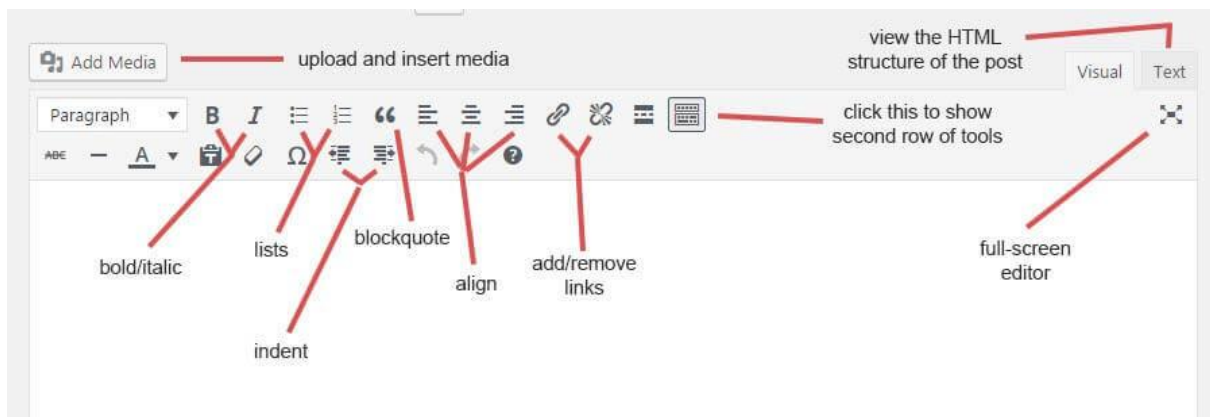 Add Media
upload and insert media
view the HTML
structure of the post
Visual
Text
Paragraph
B
I
click this to show
second row of tools
ABC
A
T
Ω
?
bold/italic
lists
blockquote
align
add/remove
links
full-screen
editor
indent